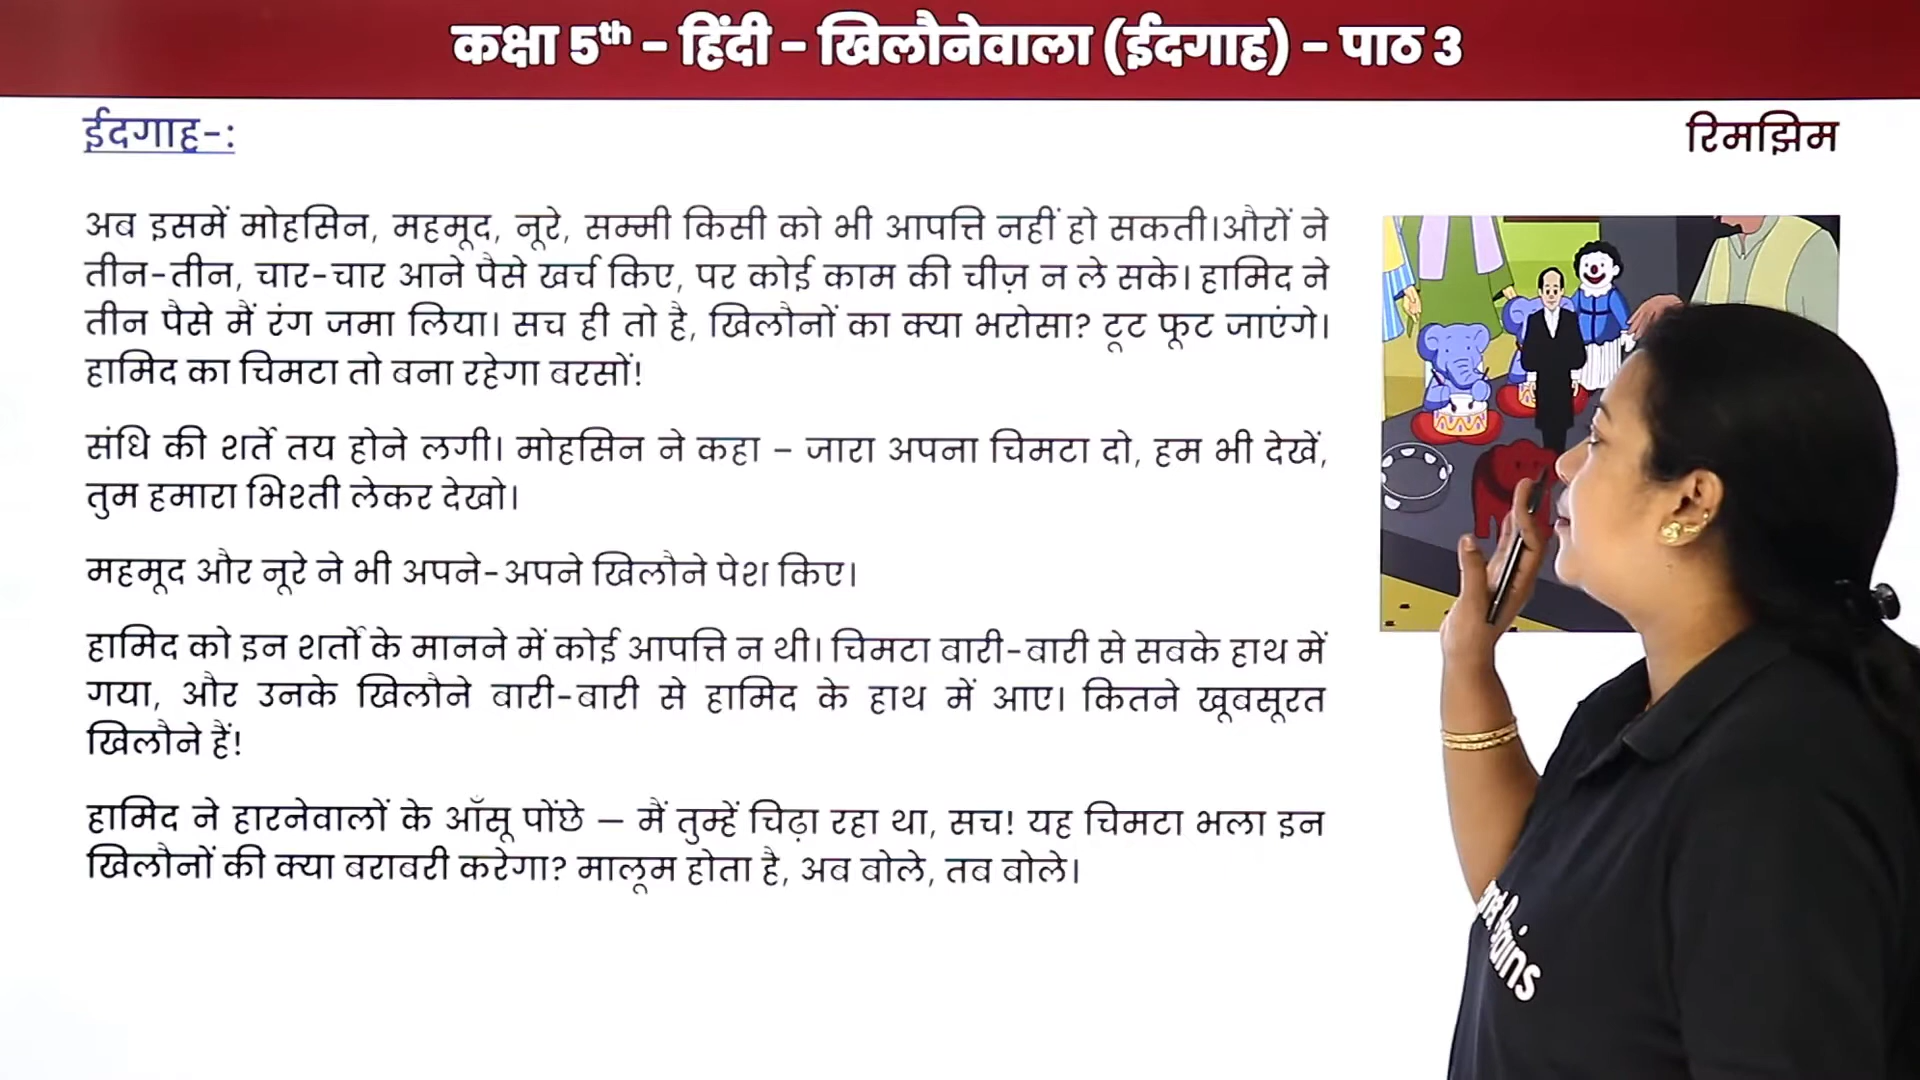 कक्षा 5th - हिंदी - खिलौनेवाला (ईदगाह) - पाठ 3
ईदगाह-:
रिमझिम
अब इसमें मोहसिन, महमूद, नूरे, सम्मी किसी को भी आपत्ति नहीं हो सकती।औरों ने
तीन-तीन, चार-चार आने पैसे खर्च किए, पर कोई काम की चीज़ न ले सके। हामिद ने
तीन पैसे मैं रंग जमा लिया। सच ही तो है, खिलौनों का क्या भरोसा? टूट फूट जाएंगे।
हामिद का चिमटा तो बना रहेगा बरसों!
संधि की शर्ते तय होने लगी। मोहसिन ने कहा – जारा अपना चिमटा दो, हम भी देखें,
तुम हमारा भिश्ती लेकर देखो।
महमूद और नूरे ने भी अपने-अपने खिलौने पेश किए।
हामिद को इन शर्तों के मानने में कोई आपत्ति न थी। चिमटा बारी-बारी से सबके हाथ में
गया, और उनके खिलौने बारी-बारी से हामिद के हाथ में आए। कितने खूबसूरत
खिलौने हैं!
हामिद ने हारनेवालों के आँसू पोंछे — मैं तुम्हें चिढ़ा रहा था, सच! यह चिमटा भला इन
खिलौनों की क्या बराबरी करेगा? मालूम होता है, अब बोले, तब बोले।